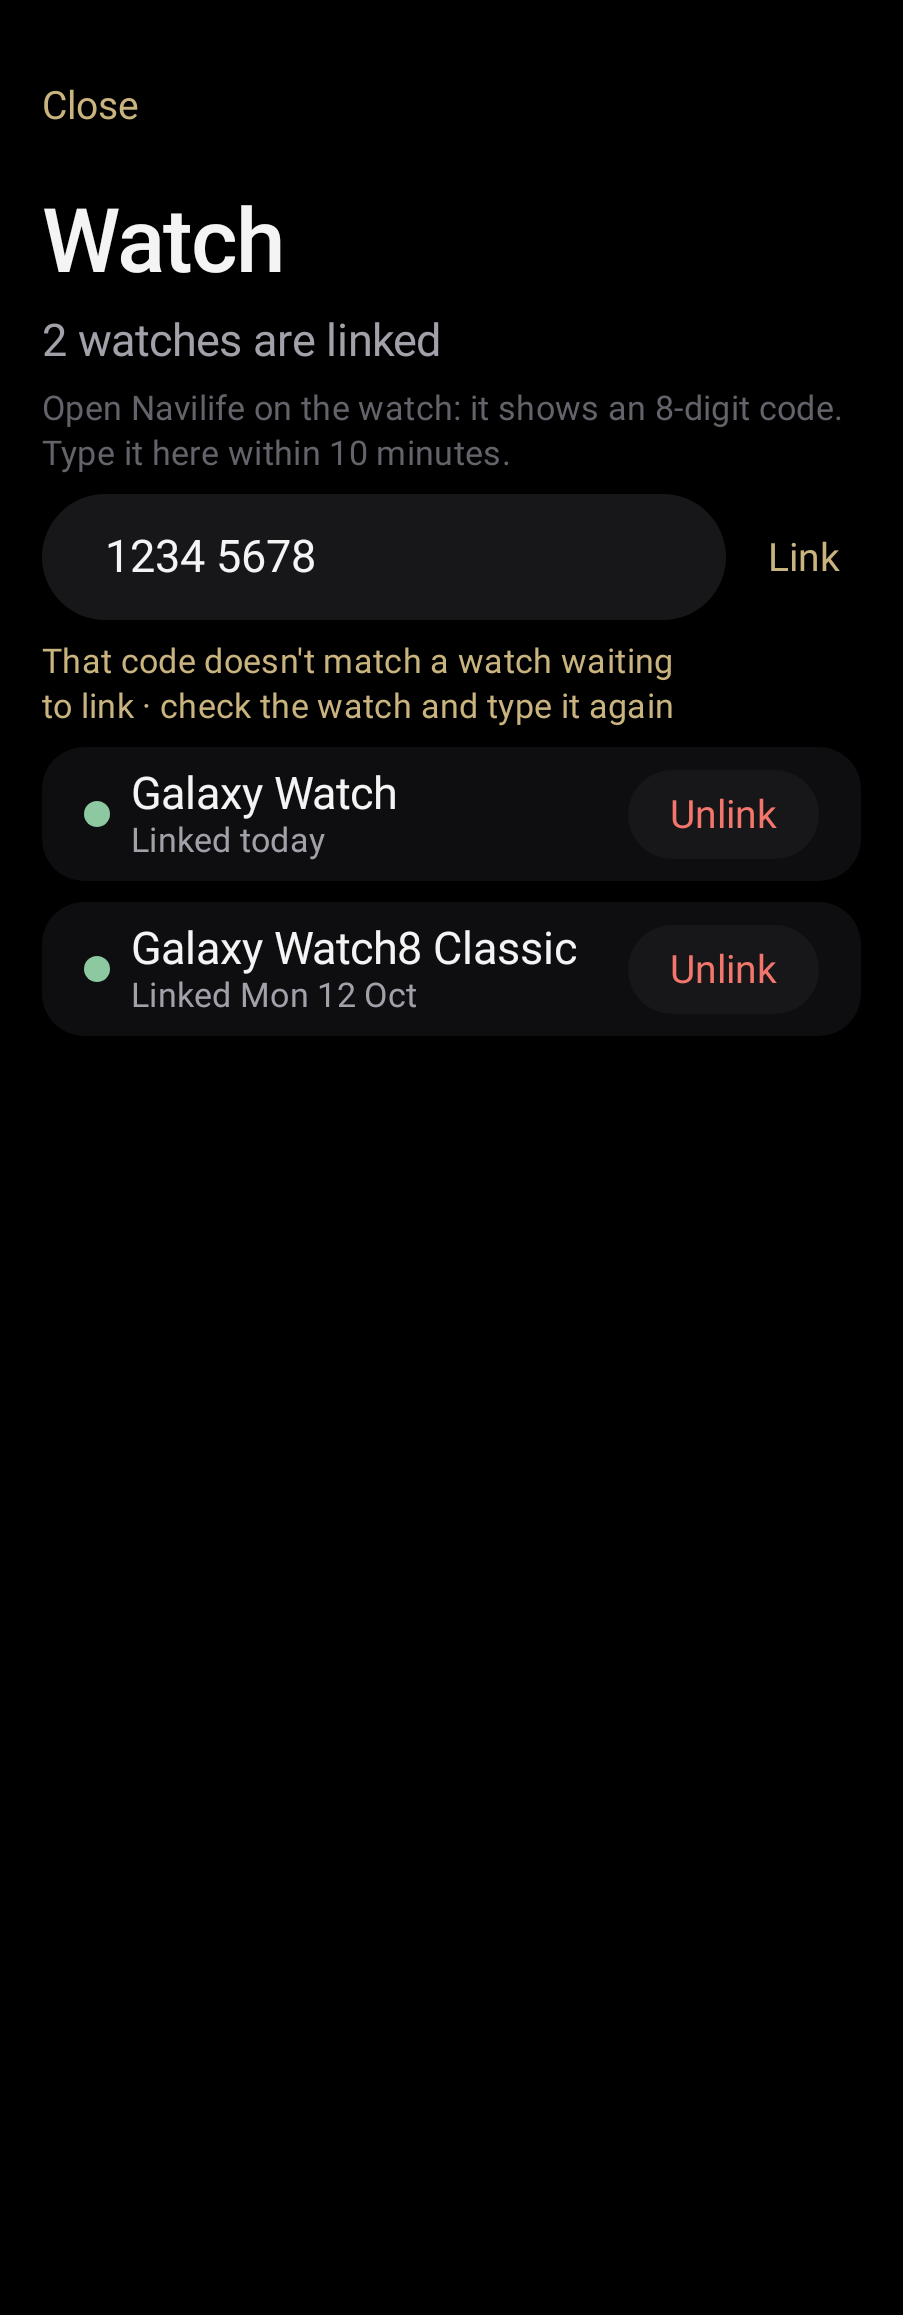 Close
Watch
2 watches are linked
Open Navilife on the watch: it shows an 8-digit code.
Type it here within 10 minutes.
1234 5678
Link
That code doesn't match a watch waiting
to link · check the watch and type it again
Galaxy Watch
Linked today
Unlink
Galaxy Watch8 Classic
Linked Mon 12 Oct
Unlink